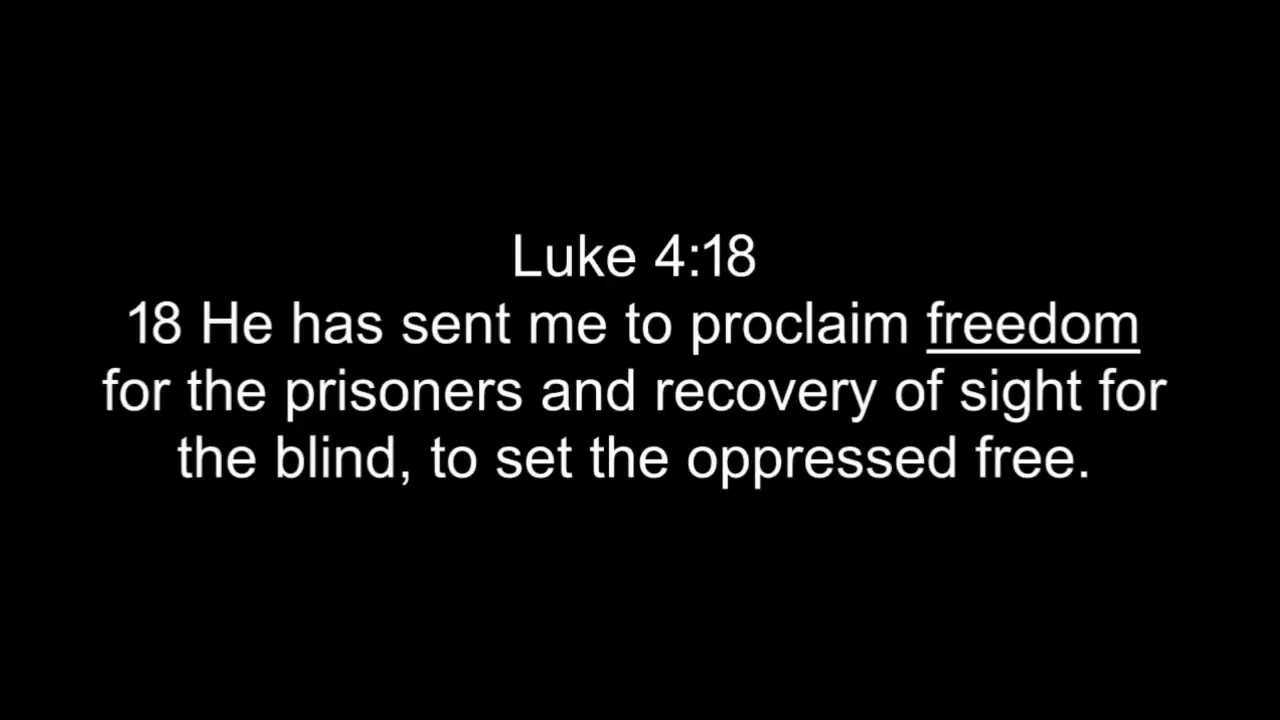 Luke 4:18
18 He has sent me to proclaim freedom
for the prisoners and recovery of sight for
the blind, to set the oppressed free.